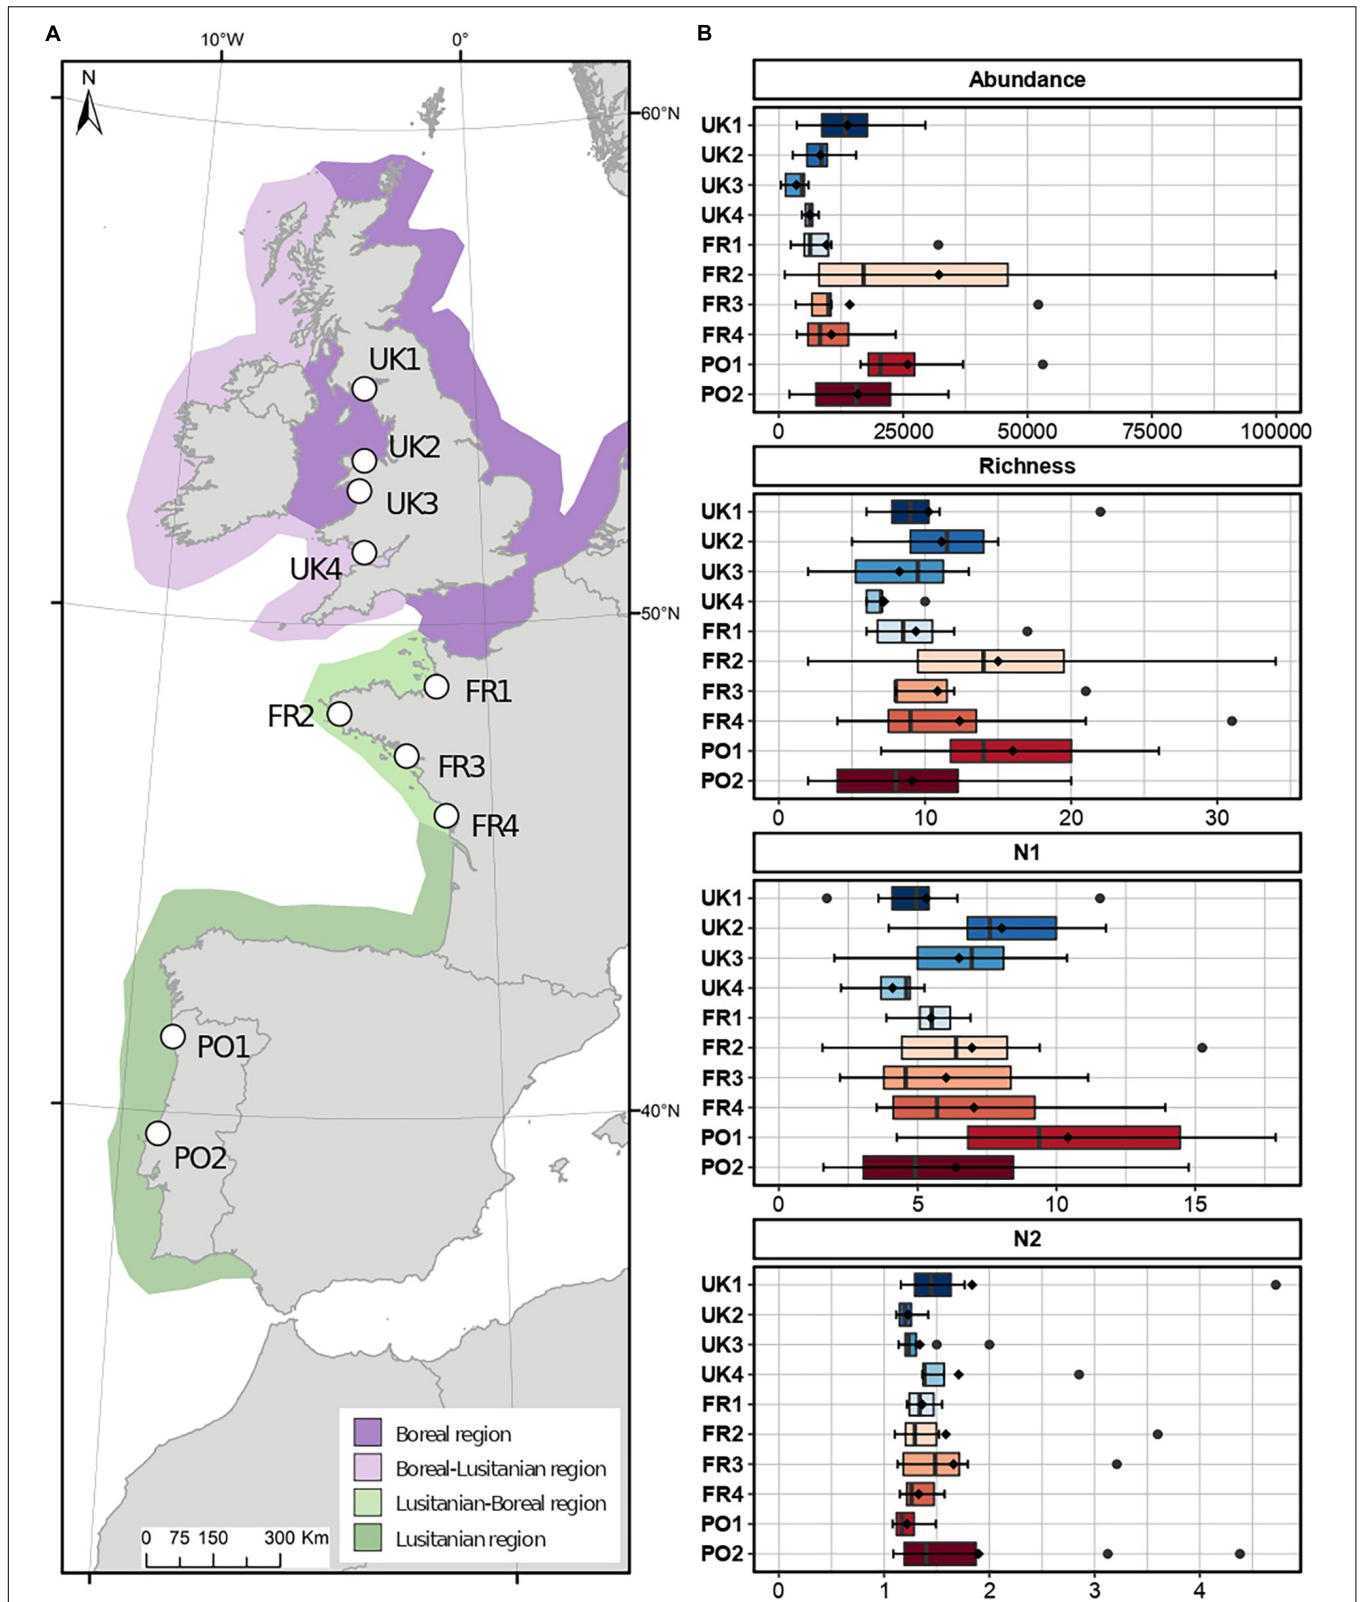 A
10°W
0°
N
60°N
50°N
40°N
UK1
UK2
UK3
UK4
FR1
FR2
FR3
FR4
PO1
PO2
Boreal region
Boreal-Lusitanian region
Lusitanian-Boreal region
Lusitanian region
0 75 150 300 Km
B
Abundance
UK1
UK2
UK3
UK4
FR1
FR2
FR3
FR4
PO1
PO2
0 25000 50000 75000 100000
Richness
UK1
UK2
UK3
UK4
FR1
FR2
FR3
FR4
PO1
PO2
0 10 20 30
N1
UK1
UK2
UK3
UK4
FR1
FR2
FR3
FR4
PO1
PO2
0 5 10 15
N2
UK1
UK2
UK3
UK4
FR1
FR2
FR3
FR4
PO1
PO2
0 1 2 3 4